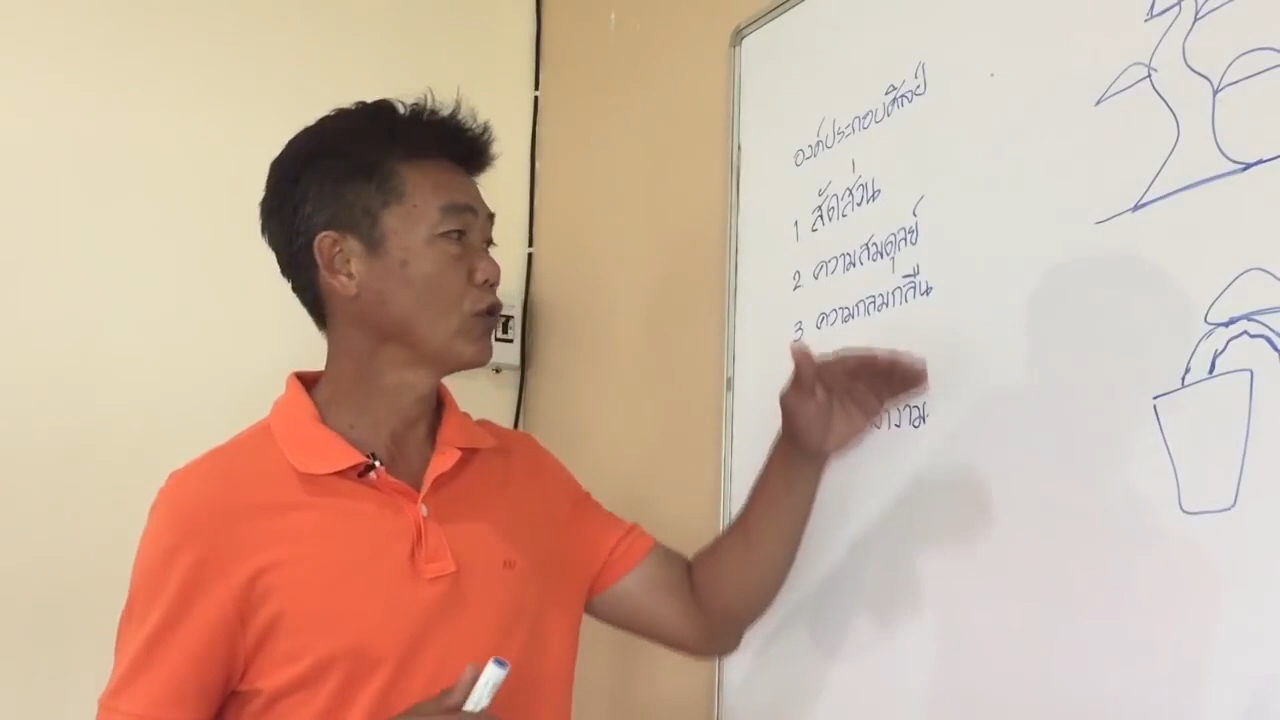 องค์ประกอบศิลป์
1 สัดส่วน
2 ความสมดุลย์
3 ความกลมกลืน